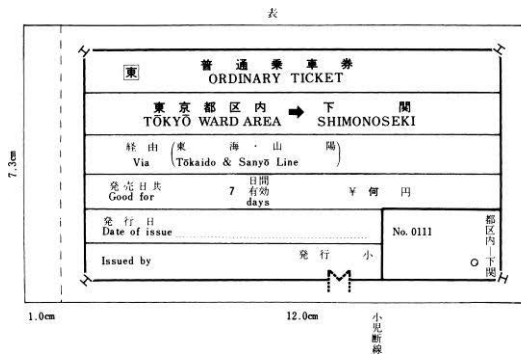 表
東
普通乗車券
ORDINARY TICKET
東京都区内 ➡ 下関
TŌKYŌ WARD AREA SHIMONOSEKI
経由 (東海・山陽)
Via (Tōkaido & Sanyō Line)
発売日共 7 日間有効 ¥ 何 円
Good for days
発行日
Date of issue
発行 小
Issued by
No. 0111
都区内―下関
7.3cm
1.0cm
12.0cm
小児断線